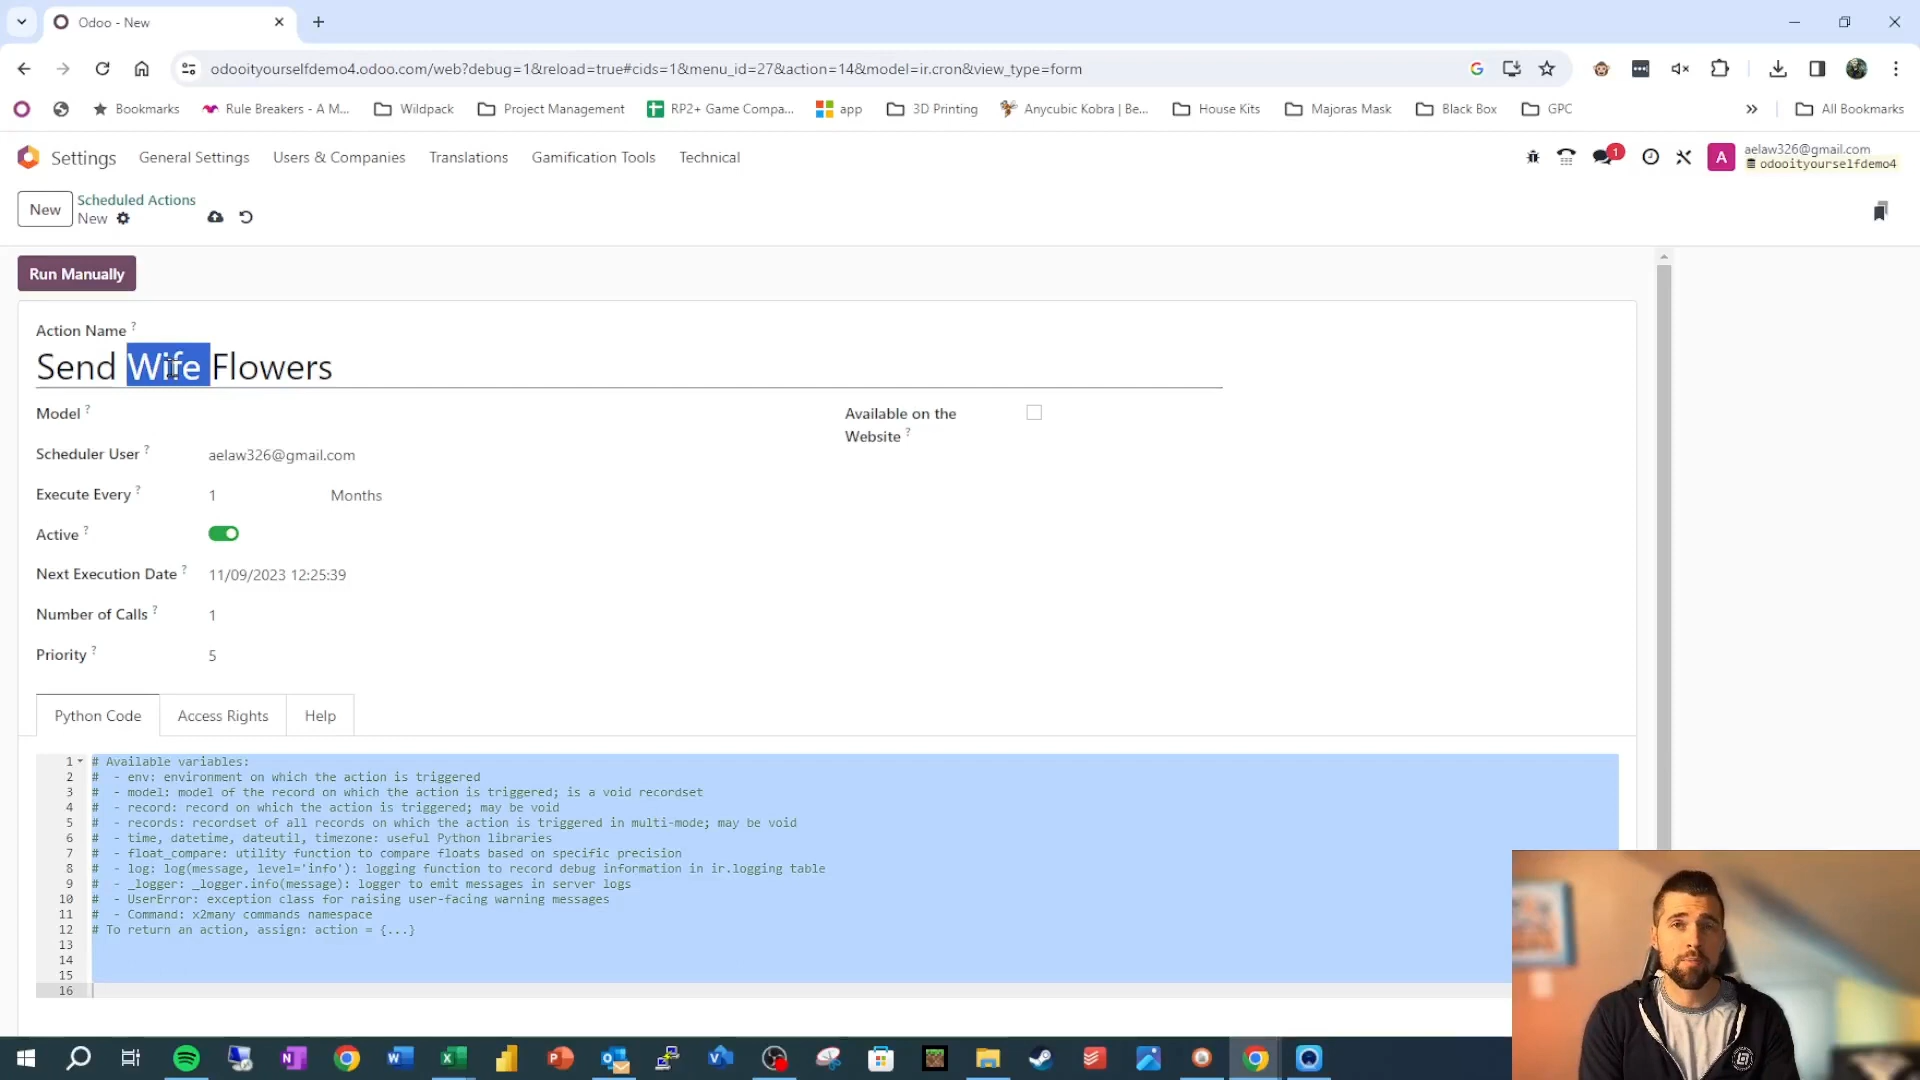 Odoo - New
odooityourselfdemo4.odoo.com/web?debug=1&reload=true#cids=1&menu_id=27&action=14&model=ir.cron&view_type=form
Bookmarks
Rule Breakers - A M...
Wildpack
Project Management
RP2+ Game Compa...
app
3D Printing
Anycubic Kobra | Be...
House Kits
Majoras Mask
Black Box
GPC
»
All Bookmarks
Settings
General Settings
Users & Companies
Translations
Gamification Tools
Technical
1
A
aelaw326@gmail.com
odooityourselfdemo4
New
Scheduled Actions
New
Run Manually
Action Name ?
Send Wife Flowers
Model ?
Available on the
Website ?
Scheduler User ?
aelaw326@gmail.com
Execute Every ?
1
Months
Active ?
Next Execution Date ?
11/09/2023 12:25:39
Number of Calls ?
1
Priority ?
5
Python Code
Access Rights
Help
1 # Available variables:
2 # - env: environment on which the action is triggered
3 # - model: model of the record on which the action is triggered; is a void recordset
4 # - record: record on which the action is triggered; may be void
5 # - records: recordset of all records on which the action is triggered in multi-mode; may be void
6 # - time, datetime, dateutil, timezone: useful Python libraries
7 # - float_compare: utility function to compare floats based on specific precision
8 # - log: log(message, level='info'): logging function to record debug information in ir.logging table
9 # - _logger: _logger.info(message): logger to emit messages in server logs
10 # - UserError: exception class for raising user-facing warning messages
11 # - Command: x2many commands namespace
12 # To return an action, assign: action = {...}
13
14
15
16